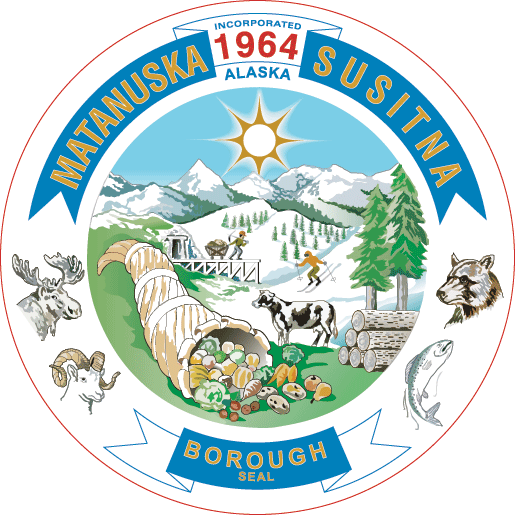 INCORPORATED
1964
ALASKA
MATANUSKA
SUSITNA
BOROUGH
SEAL